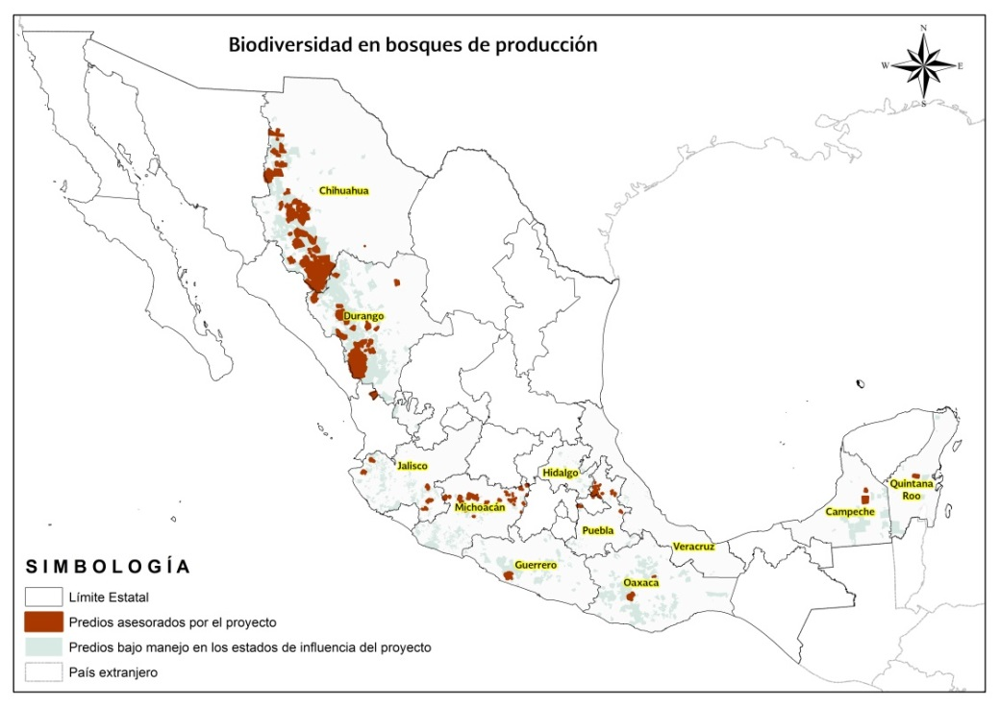 Biodiversidad en bosques de producción
N
W
E
S
Chihuahua
Durango
Jalisco
Hidalgo
Michoacán
Puebla
Veracruz
Guerrero
Oaxaca
Quintana
Roo
Campeche
SIMBOLOGÍA
Límite Estatal
Predios asesorados por el proyecto
Predios bajo manejo en los estados de influencia del proyecto
País extranjero